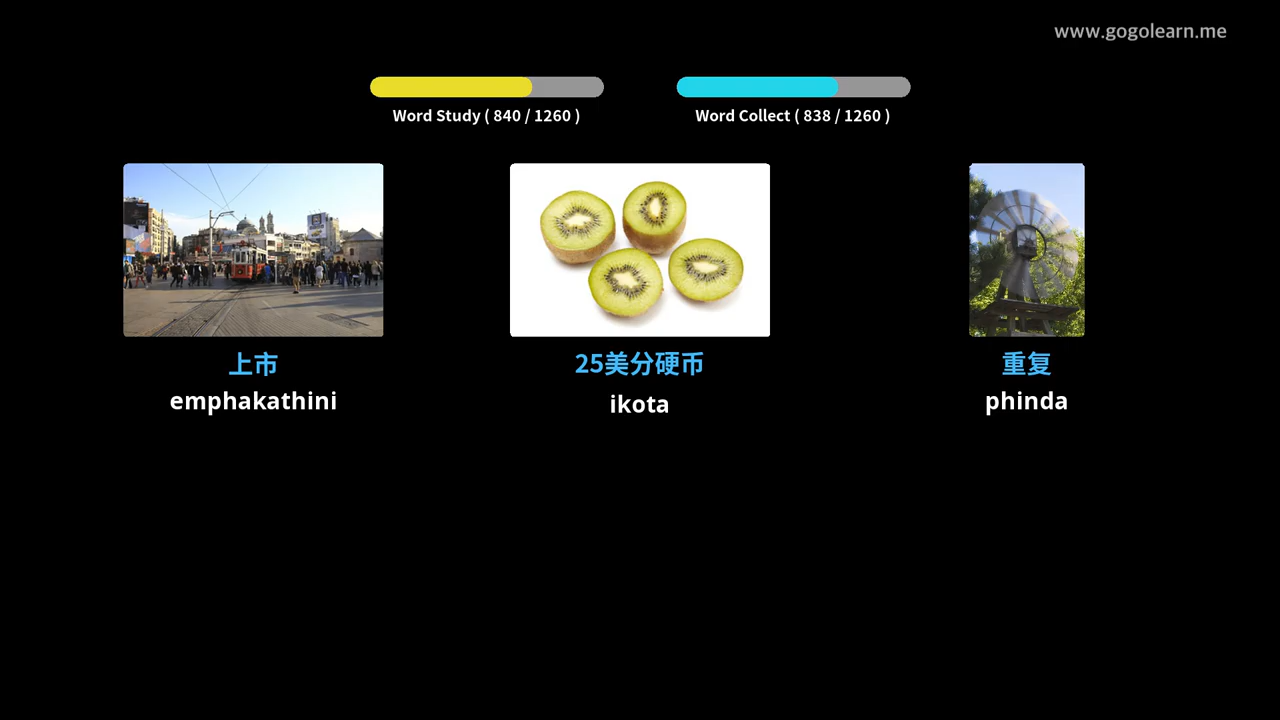 www.gogolearn.me
Word Study ( 840 / 1260 )
Word Collect ( 838 / 1260 )
上市
25美分硬币
重复
emphakathini
ikota
phinda